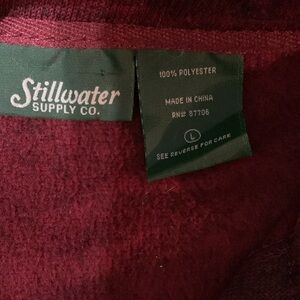 Stillwater
SUPPLY CO.
100% POLYESTER
MADE IN CHINA
RN# 87706
L
SEE REVERSE FOR CARE